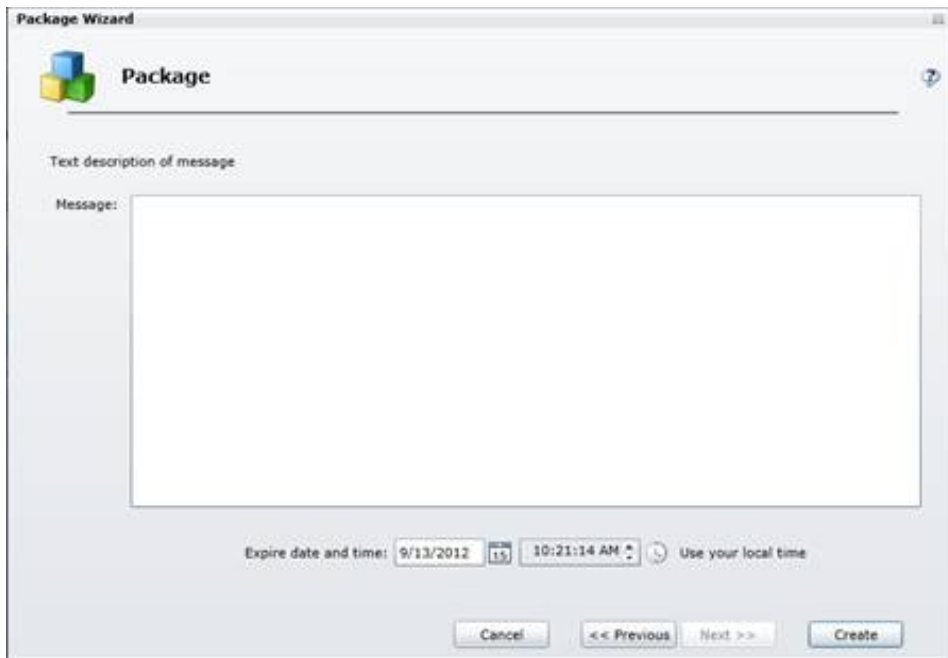 Package Wizard
Package
Text description of message
Message:
Expire date and time: 9/13/2012 15 10:21:14 AM Use your local time
Cancel << Previous Next >> Create